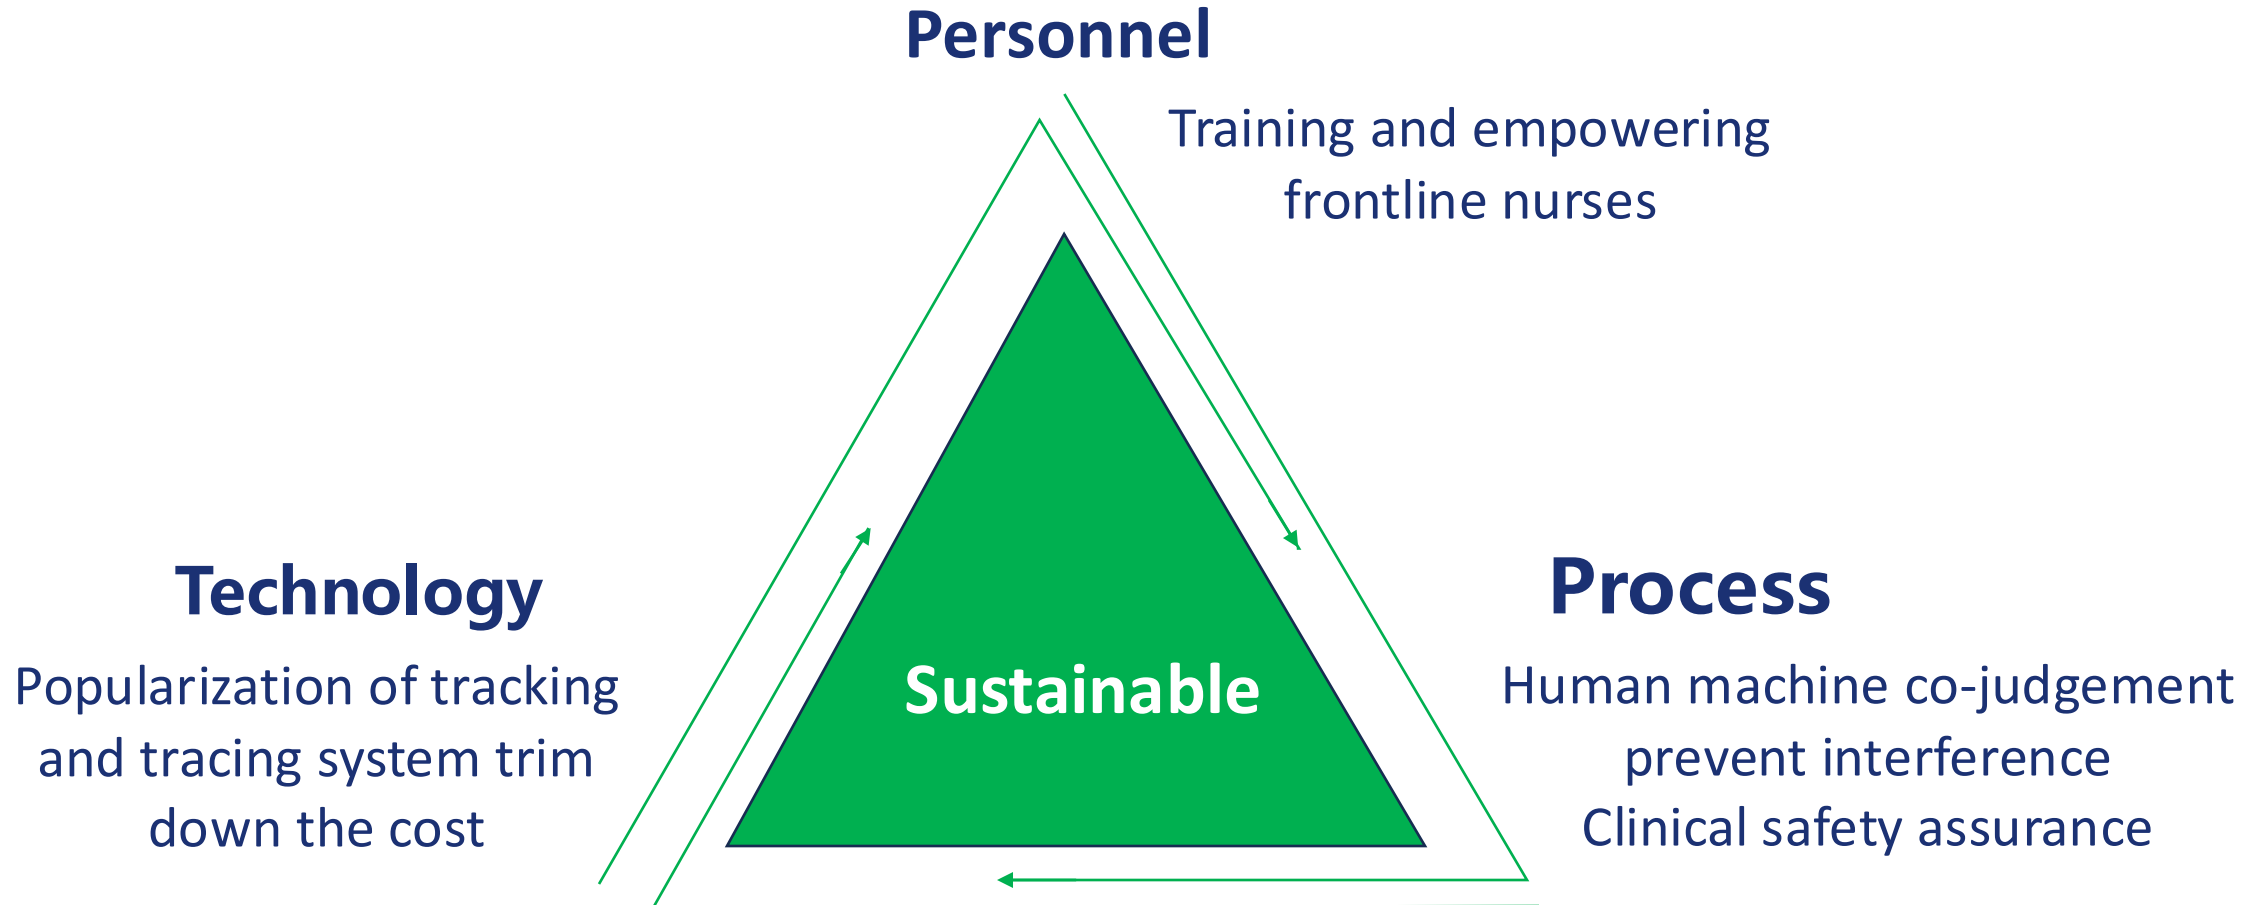 Personnel
Training and empowering
frontline nurses
Technology
Popularization of tracking
and tracing system trim
down the cost
Sustainable
Process
Human machine co-judgement
prevent interference
Clinical safety assurance